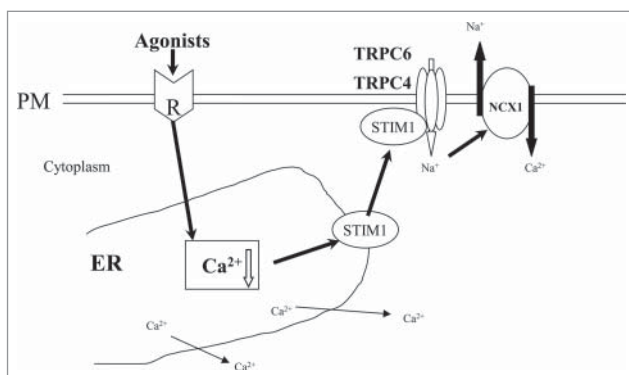 Na⁺
Agonists
TRPC6
TRPC4
PM
R
NCX1
STIM1
Cytoplasm
Na⁺
Ca²⁺
STIM1
ER
Ca²⁺
Ca²⁺
Ca²⁺
Ca²⁺
Ca²⁺